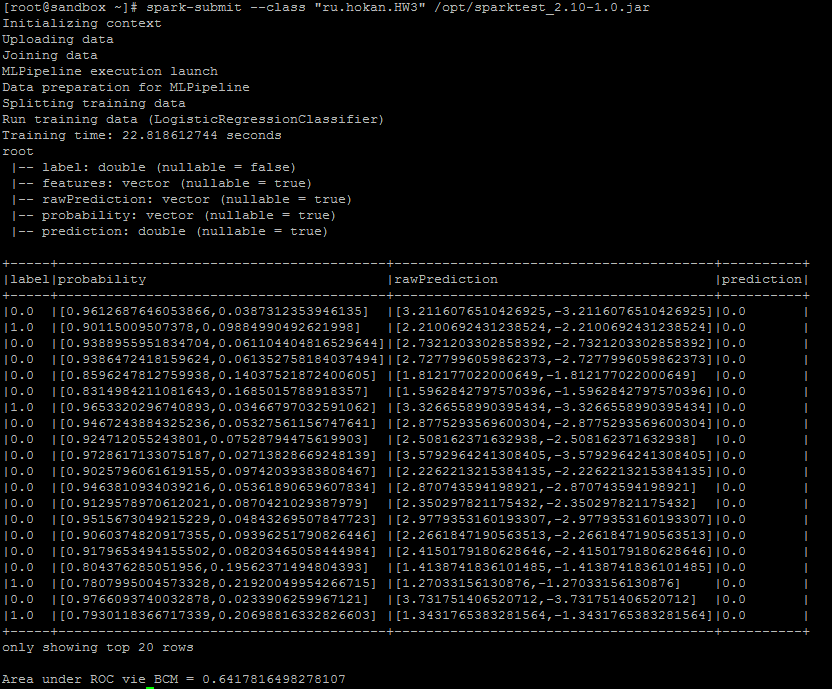 [root@sandbox ~]# spark-submit --class "ru.hokan.HW3" /opt/sparktest_2.10-1.0.jar
Initializing context
Uploading data
Joining data
MLPipeline execution launch
Data preparation for MLPipeline
Splitting training data
Run training data (LogisticRegressionClassifier)
Training time: 22.818612744 seconds
root
 |-- label: double (nullable = false)
 |-- features: vector (nullable = true)
 |-- rawPrediction: vector (nullable = true)
 |-- probability: vector (nullable = true)
 |-- prediction: double (nullable = true)
+-----+-----------------------------------------+----------------------------------------+----------+
|label|probability                              |rawPrediction                           |prediction|
+-----+-----------------------------------------+----------------------------------------+----------+
|0.0  |[0.9612687646053866,0.0387312353946135]  |[3.2116076510426925,-3.2116076510426925]|0.0       |
|1.0  |[0.90115009507378,0.09884990492621998]   |[2.2100692431238524,-2.2100692431238524]|0.0       |
|0.0  |[0.9388955951834704,0.061104404816529644]|[2.7321203302858392,-2.7321203302858392]|0.0       |
|0.0  |[0.9386472418159624,0.061352758184037494]|[2.7277996059862373,-2.7277996059862373]|0.0       |
|0.0  |[0.8596247812759938,0.14037521872400605] |[1.812177022000649,-1.812177022000649]  |0.0       |
|0.0  |[0.8314984211081643,0.1685015788918357]  |[1.5962842797570396,-1.5962842797570396]|0.0       |
|1.0  |[0.9653320296740893,0.03466797032591062] |[3.3266558990395434,-3.3266558990395434]|0.0       |
|0.0  |[0.9467243884325236,0.05327561156747641] |[2.8775293569600304,-2.8775293569600304]|0.0       |
|0.0  |[0.924712055243801,0.07528794475619903]  |[2.508162371632938,-2.508162371632938]  |0.0       |
|0.0  |[0.9728617133075187,0.02713828669248139] |[3.5792964241308405,-3.5792964241308405]|0.0       |
|0.0  |[0.9025796061619155,0.09742039383808467] |[2.2262213215384135,-2.2262213215384135]|0.0       |
|0.0  |[0.9463810934039216,0.05361890659607834] |[2.870743594198921,-2.870743594198921]  |0.0       |
|0.0  |[0.9129578970612021,0.0870421029387979]  |[2.350297821175432,-2.350297821175432]  |0.0       |
|0.0  |[0.9515673049215229,0.04843269507847723] |[2.9779353160193307,-2.9779353160193307]|0.0       |
|0.0  |[0.9060374820917355,0.09396251790826446] |[2.2661847190563513,-2.2661847190563513]|0.0       |
|0.0  |[0.9179653494155502,0.08203465058444984] |[2.4150179180628646,-2.4150179180628646]|0.0       |
|0.0  |[0.804376285051956,0.19562371494804393]  |[1.4138741836101485,-1.4138741836101485]|0.0       |
|1.0  |[0.7807995004573328,0.21920049954266715] |[1.27033156130876,-1.27033156130876]    |0.0       |
|0.0  |[0.9766093740032878,0.0233906259967121]  |[3.731751406520712,-3.731751406520712]  |0.0       |
|1.0  |[0.7930118366717339,0.20698816332826603] |[1.3431765383281564,-1.3431765383281564]|0.0       |
+-----+-----------------------------------------+----------------------------------------+----------+
only showing top 20 rows
Area under ROC vie BCM = 0.6417816498278107